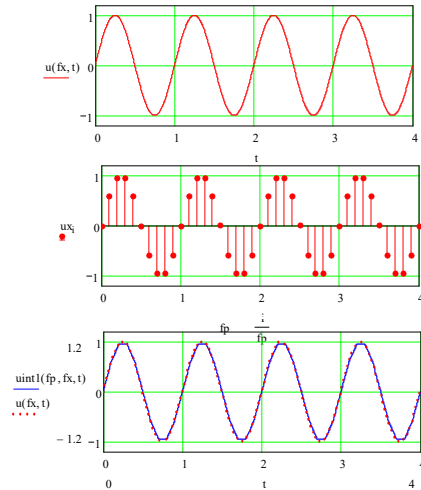 1
u(fx,t)
0
−1
0 1 2 3 4
t
1
ux_i
0
−1
0 1 2 3 4
fp
i
fp
1.2
1
uint1(fp,fx,t)
0
u(fx,t)
−1.2
−1
0 1 2 3 4
0 t 4